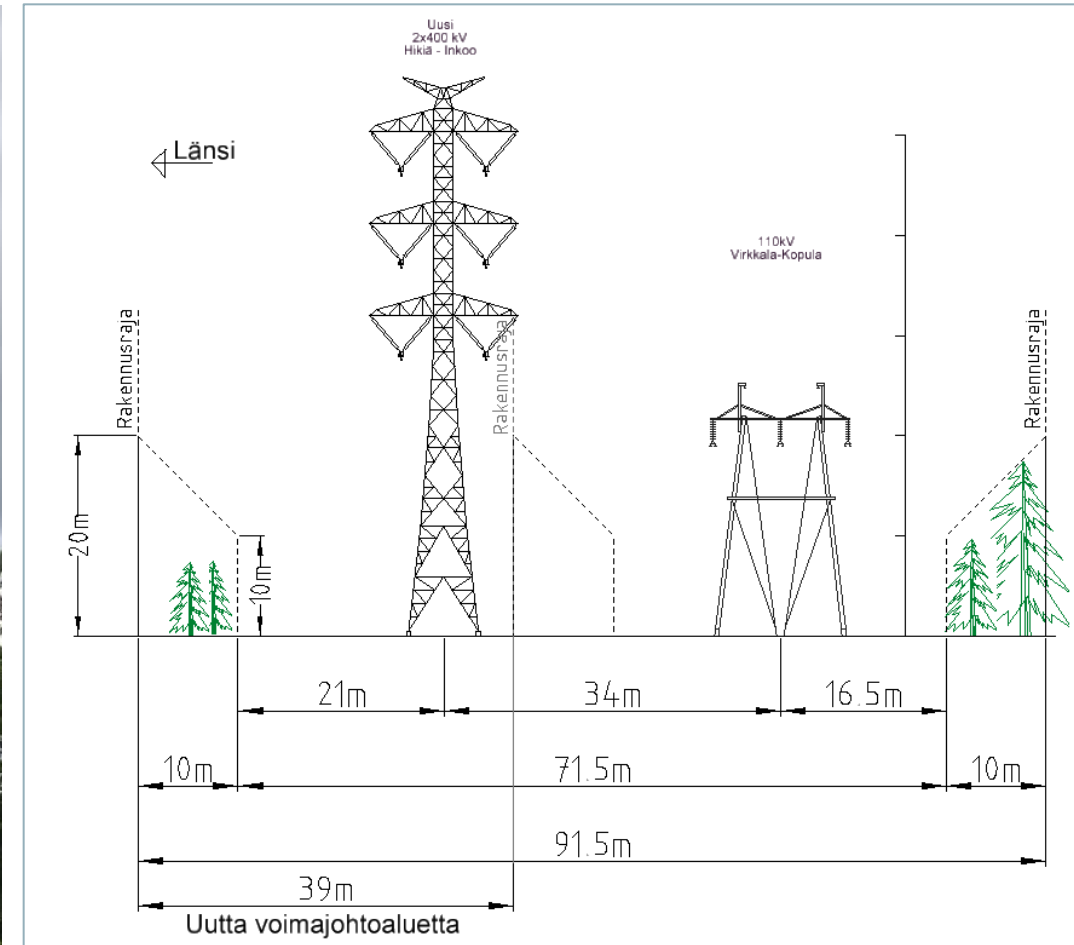 Uusi
2x400 kV
Hikiä - Inkoo
Länsi
110kV
Virkkala-Kopula
Rakennusraja
Rakennusraja
Rakennusraja
20m
10m
21m
34m
16.5m
10m
71.5m
10m
91.5m
39m
Uutta voimajohtoaluetta